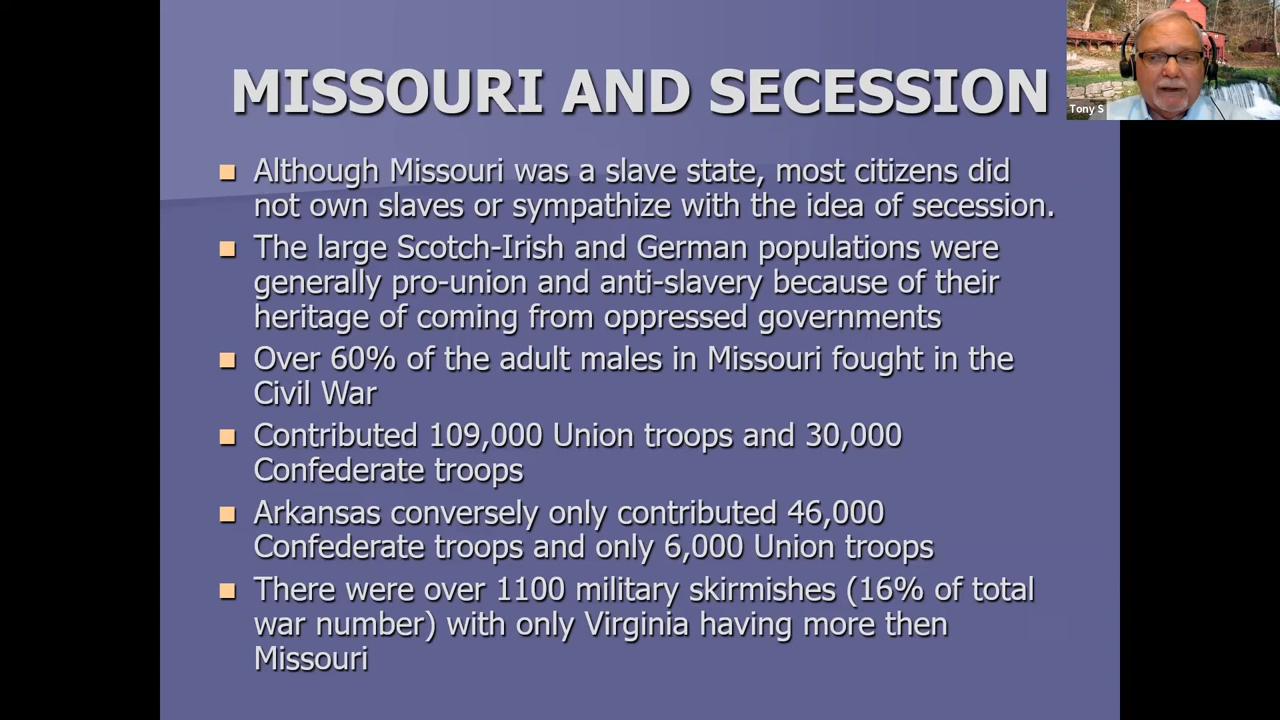 MISSOURI AND SECESSION
Tony S
Although Missouri was a slave state, most citizens did
not own slaves or sympathize with the idea of secession.
The large Scotch-Irish and German populations were
generally pro-union and anti-slavery because of their
heritage of coming from oppressed governments
Over 60% of the adult males in Missouri fought in the
Civil War
Contributed 109,000 Union troops and 30,000
Confederate troops
Arkansas conversely only contributed 46,000
Confederate troops and only 6,000 Union troops
There were over 1100 military skirmishes (16% of total
war number) with only Virginia having more then
Missouri